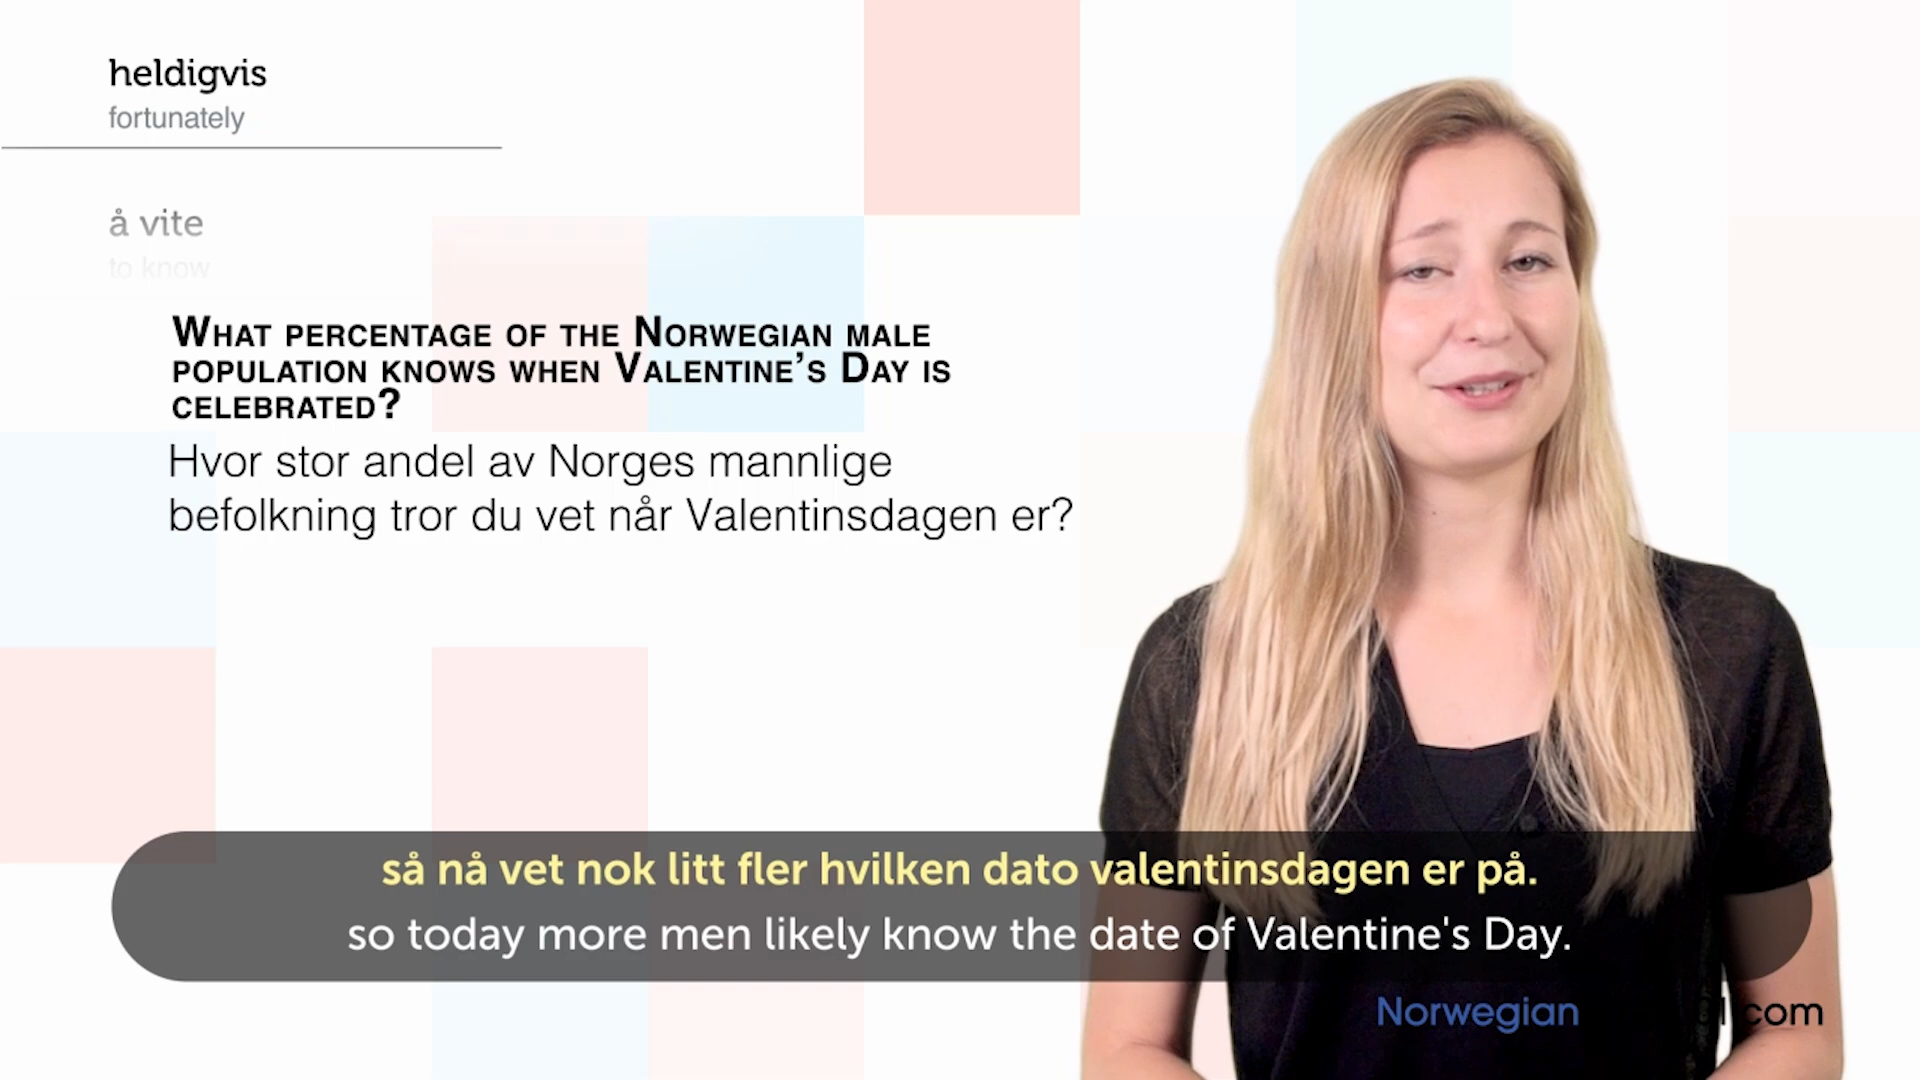 heldigvis
fortunately
å vite
to know
What percentage of the Norwegian male
population knows when Valentine's Day is
celebrated?
Hvor stor andel av Norges mannlige
befolkning tror du vet når Valentinsdagen er?
så nå vet nok litt fler hvilken dato valentinsdagen er på.
so today more men likely know the date of Valentine's Day.
Norwegian .com